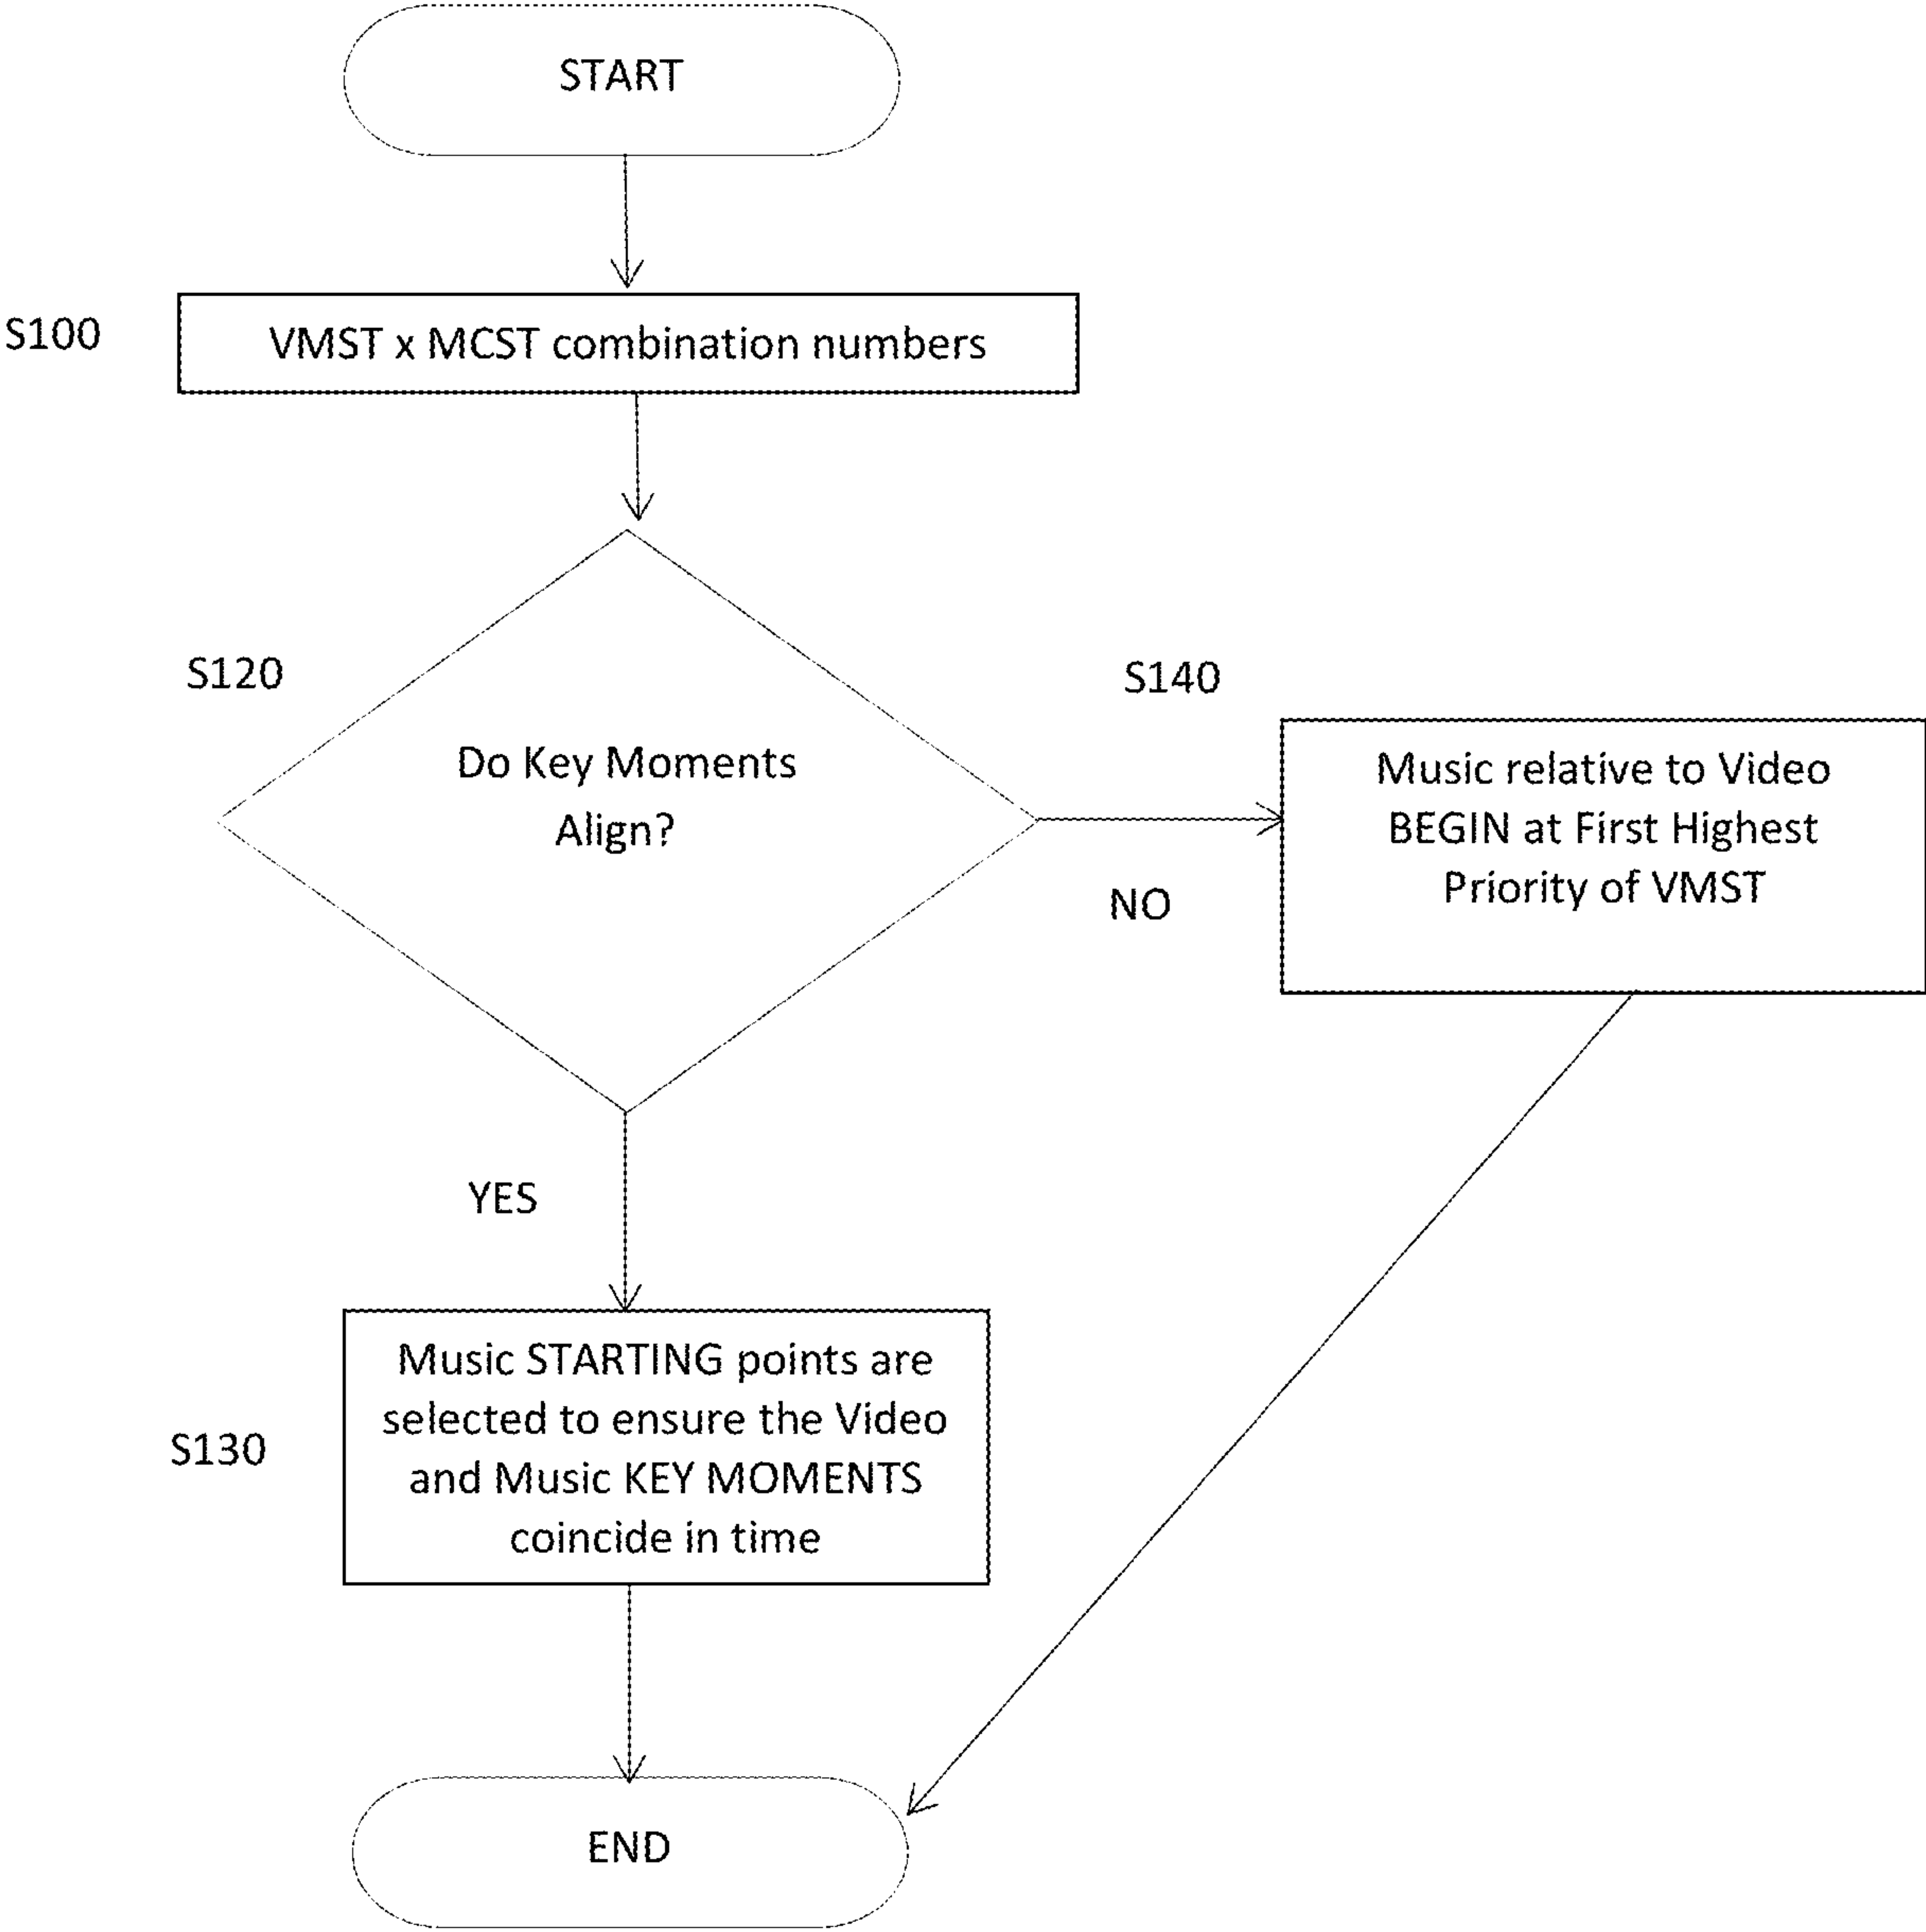 START
S100
VMST x MCST combination numbers
S120
Do Key Moments
Align?
S140
Music relative to Video
BEGIN at First Highest
Priority of VMST
NO
YES
S130
Music STARTING points are
selected to ensure the Video
and Music KEY MOMENTS
coincide in time
END